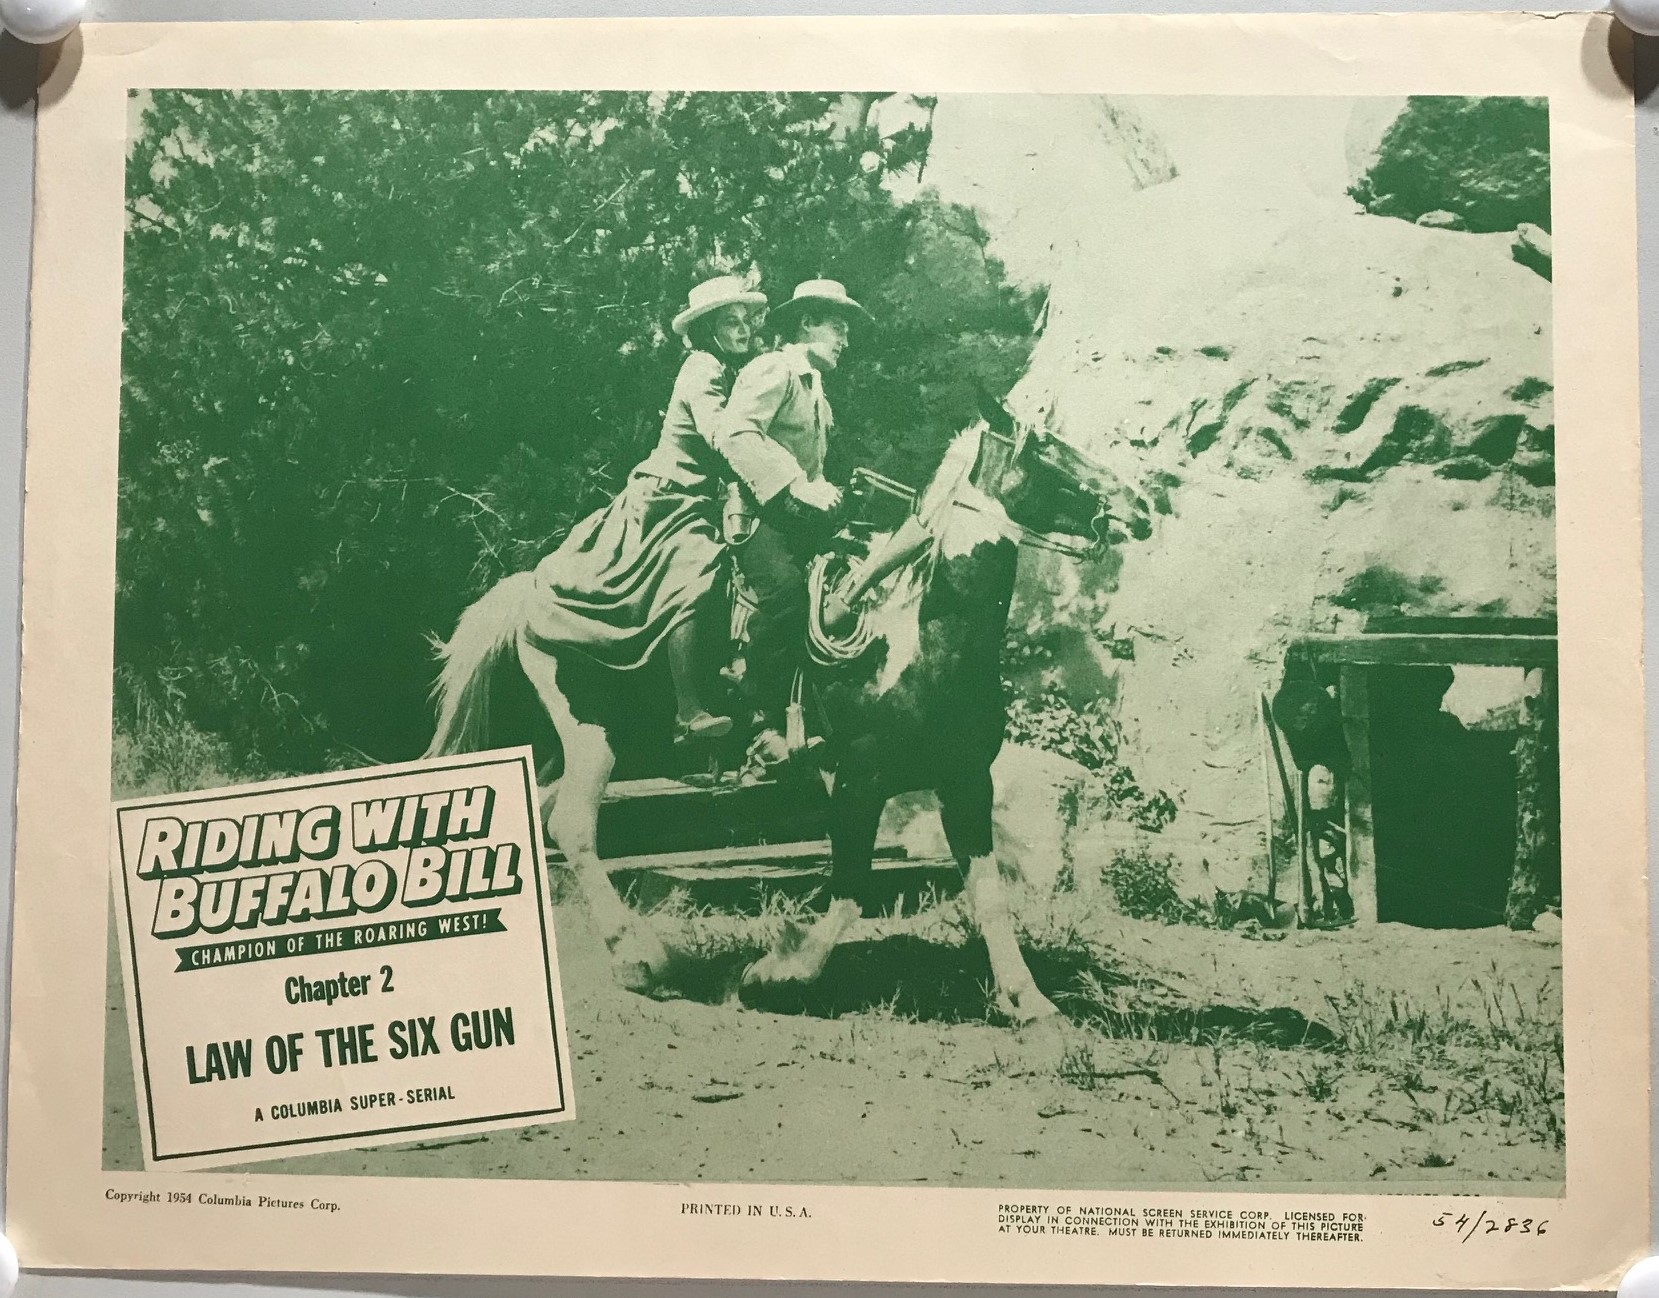 RIDING WITH
BUFFALO BILL
CHAMPION OF THE ROARING WEST!
Chapter 2
LAW OF THE SIX GUN
A COLUMBIA SUPER-SERIAL
Copyright 1954 Columbia Pictures Corp.
PRINTED IN U. S. A.
PROPERTY OF NATIONAL SCREEN SERVICE CORP. LICENSED FOR
DISPLAY IN CONNECTION WITH THE EXHIBITION OF THIS PICTURE
AT YOUR THEATRE. MUST BE RETURNED IMMEDIATELY THEREAFTER.
54/2836